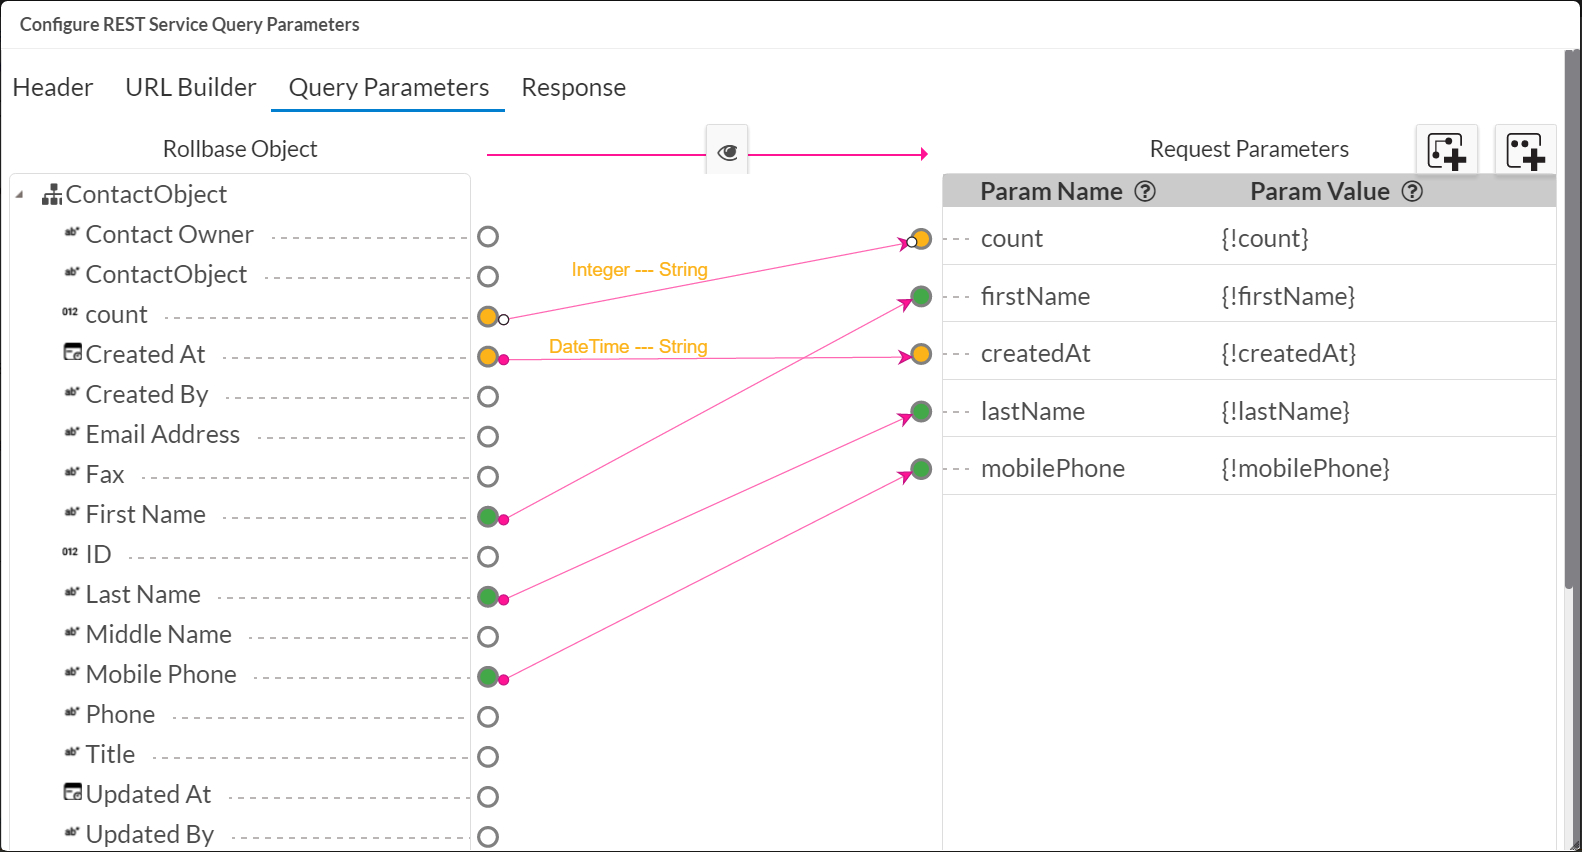 Configure REST Service Query Parameters
Header URL Builder Query Parameters Response
Rollbase Object Request Parameters
ContactObject Param Name ? Param Value ?
ab* Contact Owner
count {!count}
ab* ContactObject
Integer --- String
firstName {!firstName}
012 count
DateTime --- String
Created At
createdAt {!createdAt}
ab* Created By
lastName {!lastName}
ab* Email Address
ab* Fax
mobilePhone {!mobilePhone}
ab* First Name
012 ID
ab* Last Name
ab* Middle Name
ab* Mobile Phone
ab* Phone
ab* Title
Updated At
ab* Updated By